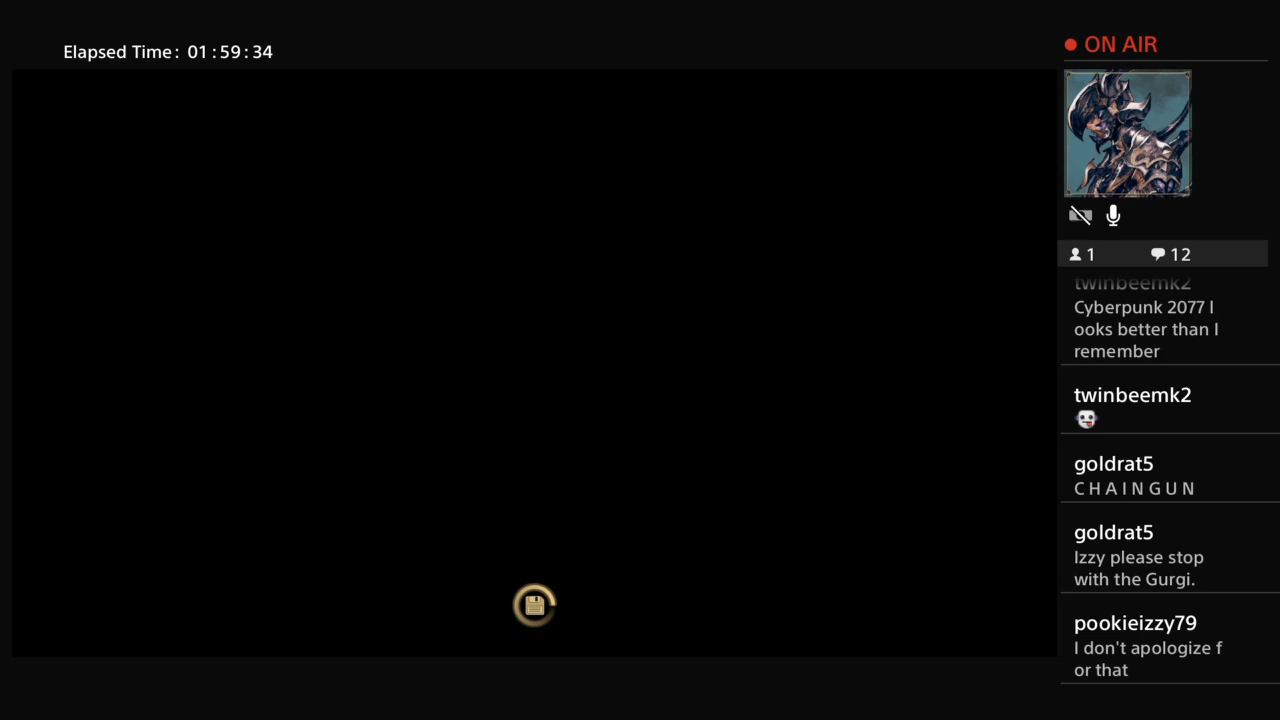 Elapsed Time: 01:59:34
ON AIR
1
12
twinbeemk2
Cyberpunk 2077 l
ooks better than I
remember
twinbeemk2
👻
goldrat5
C H A I N G U N
goldrat5
Izzy please stop
with the Gurgi.
pookieizzy79
I don't apologize f
or that